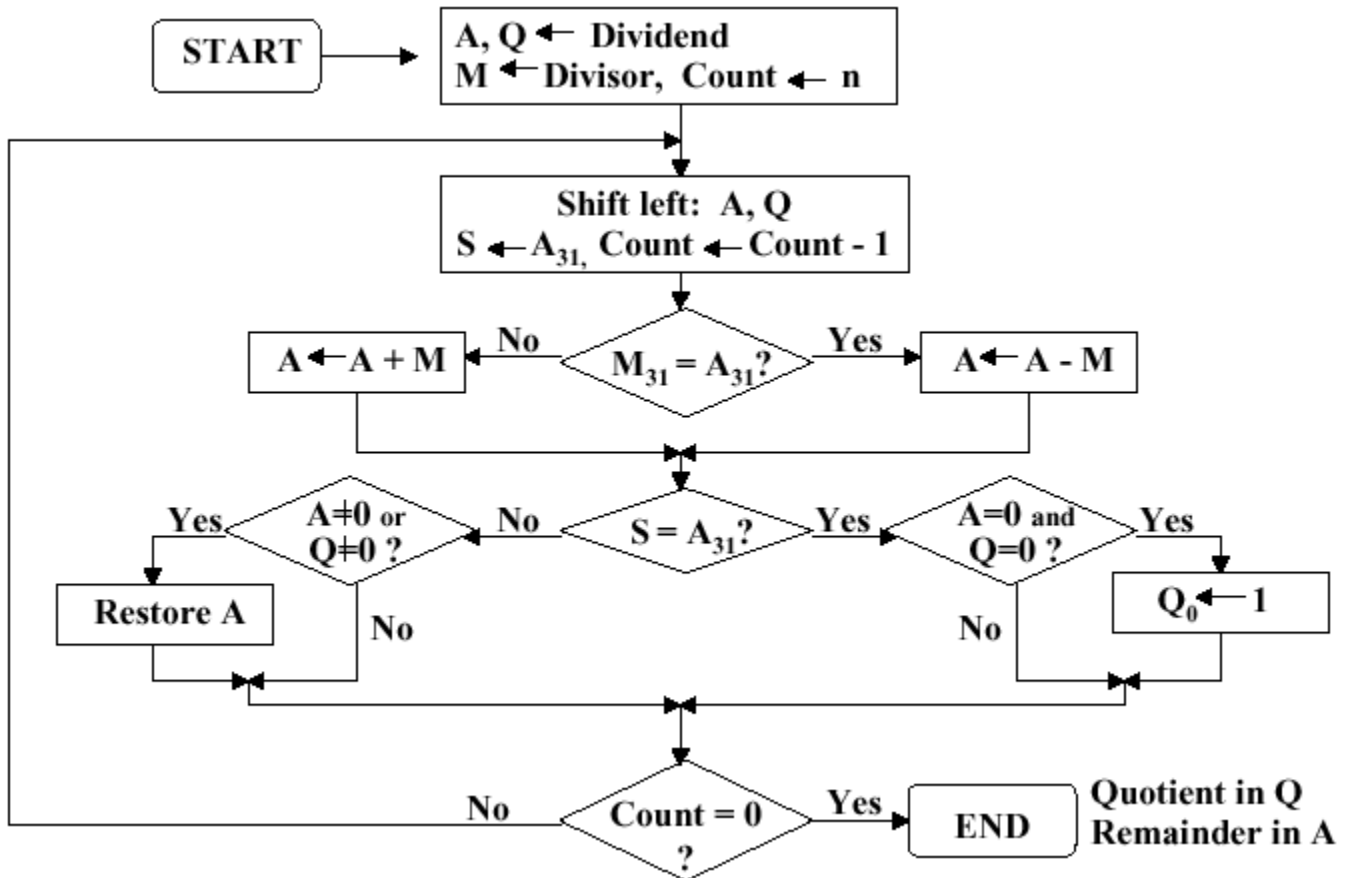 START
A, Q ← Dividend
M ← Divisor, Count ← n
Shift left: A, Q
S ← A₃₁, Count ← Count - 1
No
Yes
A ← A + M
M₃₁ = A₃₁?
A ← A - M
Yes
A≠0 or
Q≠0 ?
No
S = A₃₁?
Yes
A=0 and
Q=0 ?
Yes
Restore A
No
No
Q₀ ← 1
No
Count = 0
?
Yes
END
Quotient in Q
Remainder in A